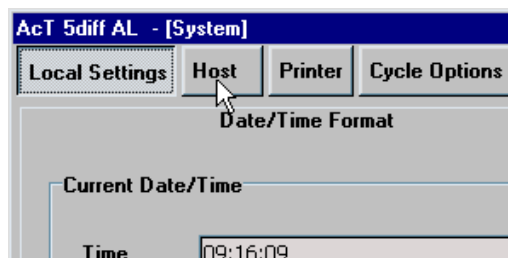 AcT 5diff AL - [System]
Local Settings Host Printer Cycle Options
Date/Time Format
Current Date/Time
Time 09:16:09